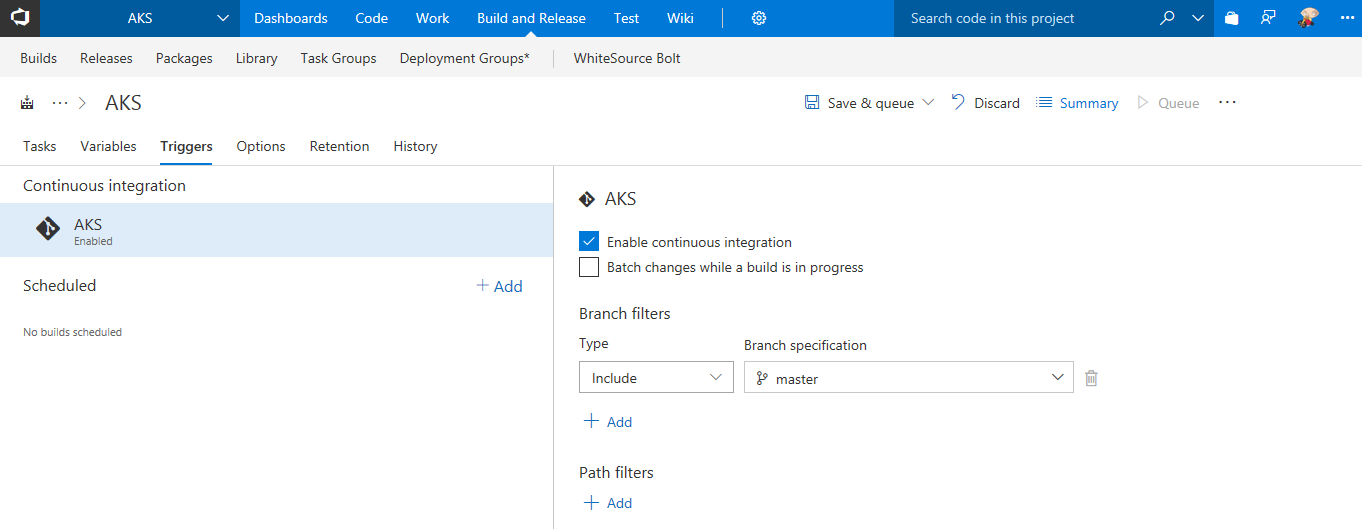 AKS Dashboards Code Work Build and Release Test Wiki Search code in this project
Builds Releases Packages Library Task Groups Deployment Groups* WhiteSource Bolt
AKS Save & queue Discard Summary Queue
Tasks Variables Triggers Options Retention History
Continuous integration
AKS
Enabled
Scheduled
Add
No builds scheduled
AKS
Enable continuous integration
Batch changes while a build is in progress
Branch filters
Type Branch specification
Include master
Add
Path filters
Add